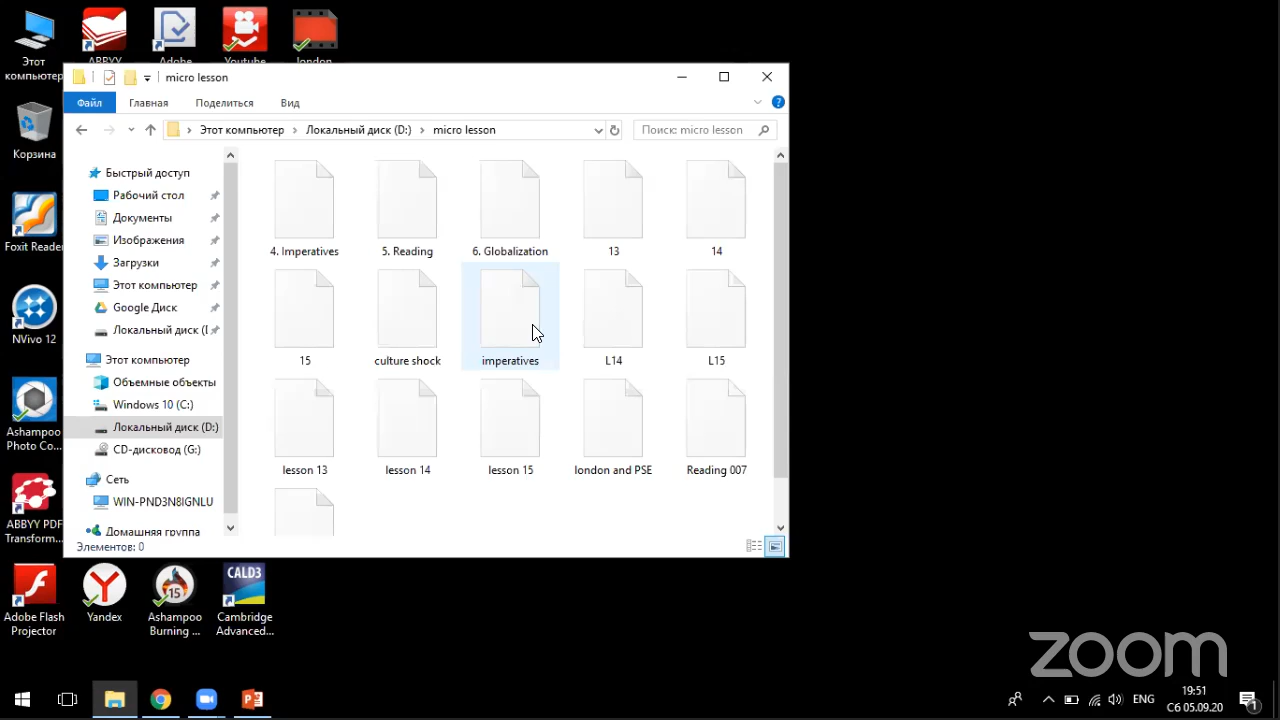 Этот
компьютер
ABBYY
Adobe
Youtube
london
micro lesson
Файл
Главная
Поделиться
Вид
Этот компьютер
Локальный диск (D:)
micro lesson
Поиск: micro lesson
Корзина
Foxit Reader
NVivo 12
Ashampoo
Photo Co...
ABBYY PDF
Transform...
Быстрый доступ
Рабочий стол
Документы
Изображения
Загрузки
Этот компьютер
Google Диск
Локальный диск (
Этот компьютер
Объемные объекты
Windows 10 (C:)
Локальный диск (D:)
CD-дисковод (G:)
Сеть
WIN-PND3N8IGNLU
Домашняя группа
4. Imperatives
5. Reading
6. Globalization
13
14
15
culture shock
imperatives
L14
L15
lesson 13
lesson 14
lesson 15
london and PSE
Reading 007
Элементов: 0
CALD3
15
Adobe Flash
Projector
Yandex
Ashampoo
Burning ...
Cambridge
Advanced...
zoom
ENG
19:51
Сб 05.09.20
1